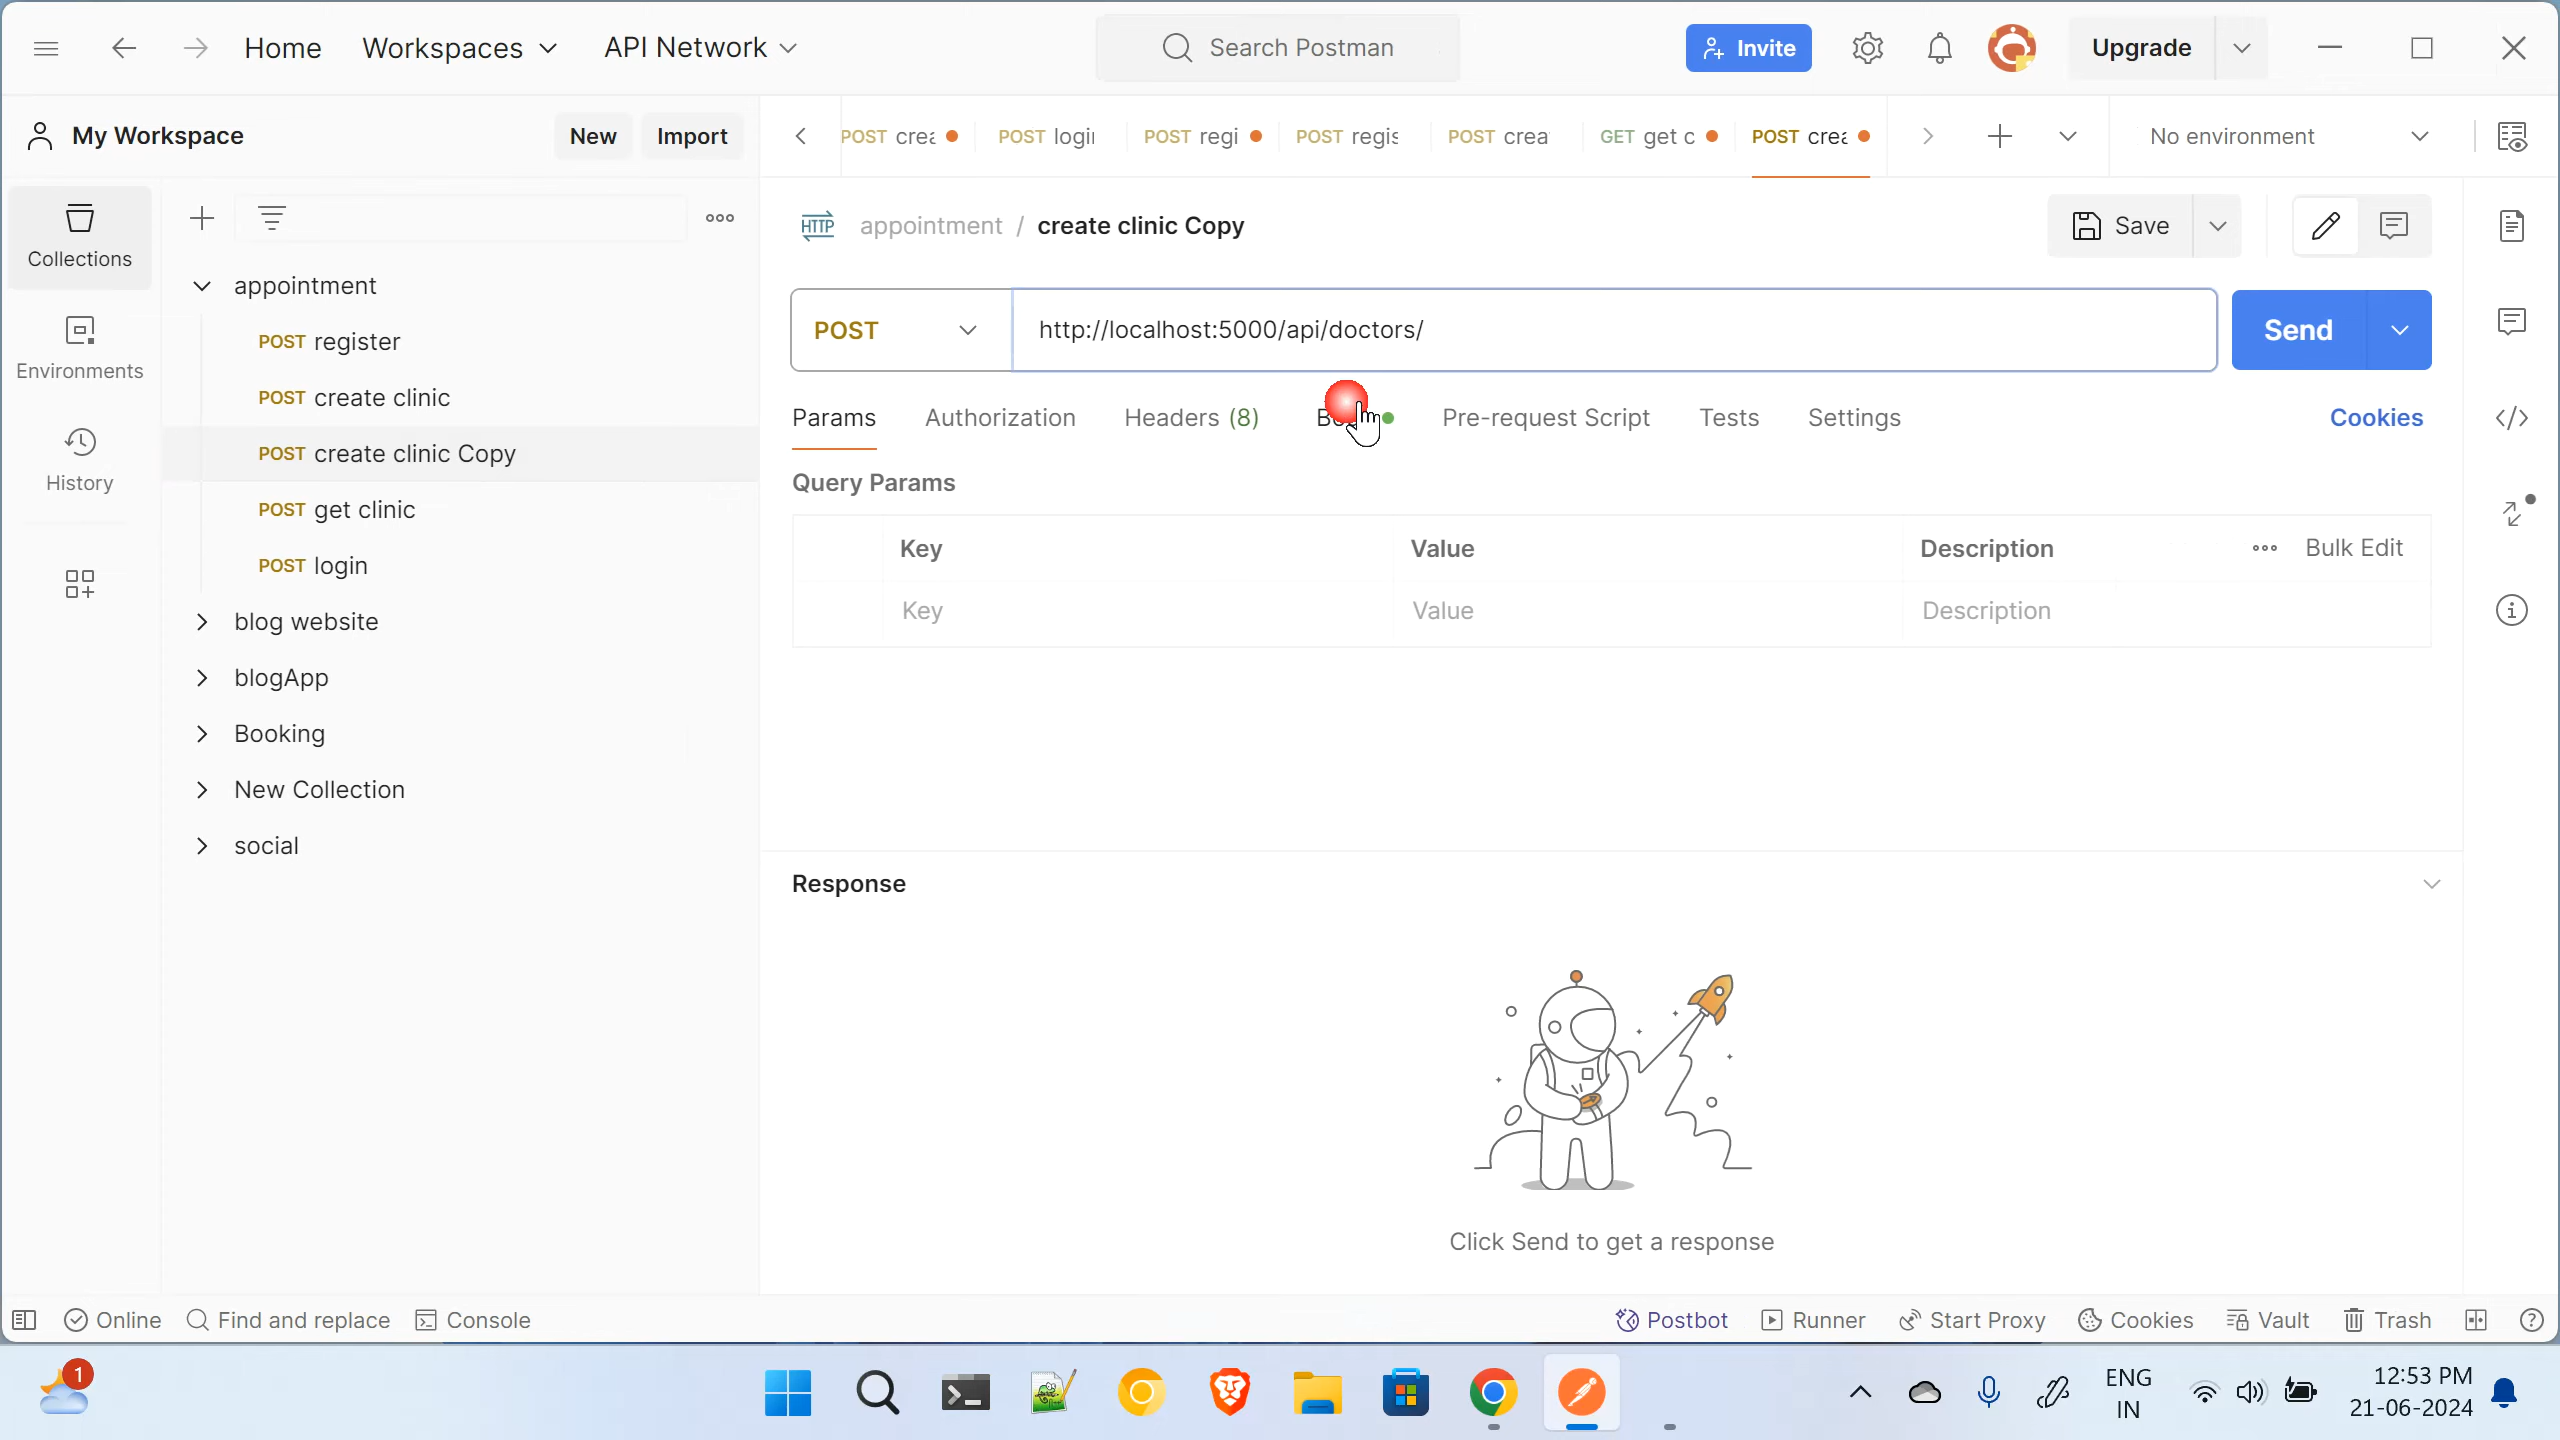 Home
Workspaces
API Network
Search Postman
Invite
Upgrade
My Workspace
New
Import
POST crea
POST logi
POST regi
POST regis
POST crea
GET get c
POST crea
No environment
Collections
Environments
History
appointment
POST register
POST create clinic
POST create clinic Copy
POST get clinic
POST login
blog website
blogApp
Booking
New Collection
social
HTTP
appointment / create clinic Copy
Save
POST
http://localhost:5000/api/doctors/
Send
Params
Authorization
Headers (8)
Pre-request Script
Tests
Settings
Cookies
Query Params
Key
Value
Description
Bulk Edit
Key
Value
Description
Response
Click Send to get a response
Online
Find and replace
Console
Postbot
Runner
Start Proxy
Cookies
Vault
Trash
1
ENG
IN
12:53 PM
21-06-2024